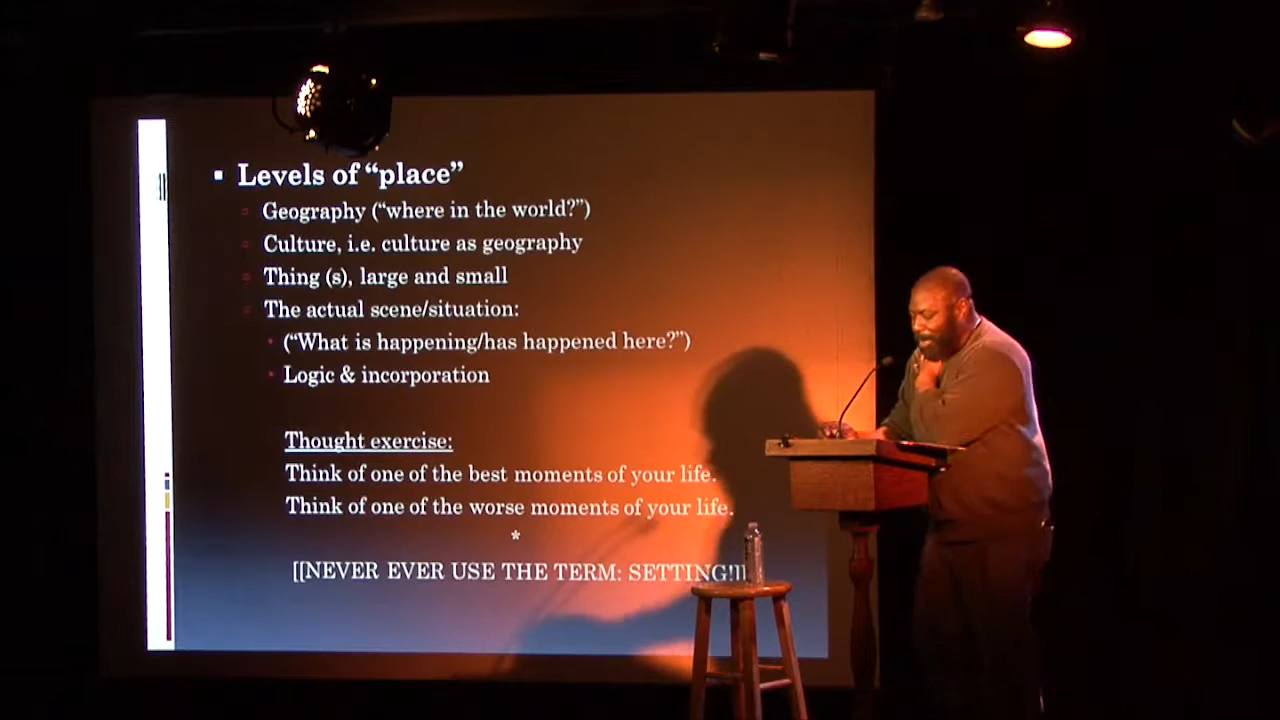 Levels of “place”
Geography (“where in the world?”)
Culture, i.e. culture as geography
Thing (s), large and small
The actual scene/situation:
(“What is happening/has happened here?”)
Logic & incorporation
Thought exercise:
Think of one of the best moments of your life.
Think of one of the worse moments of your life.
*
[[NEVER EVER USE THE TERM: SETTING!]]